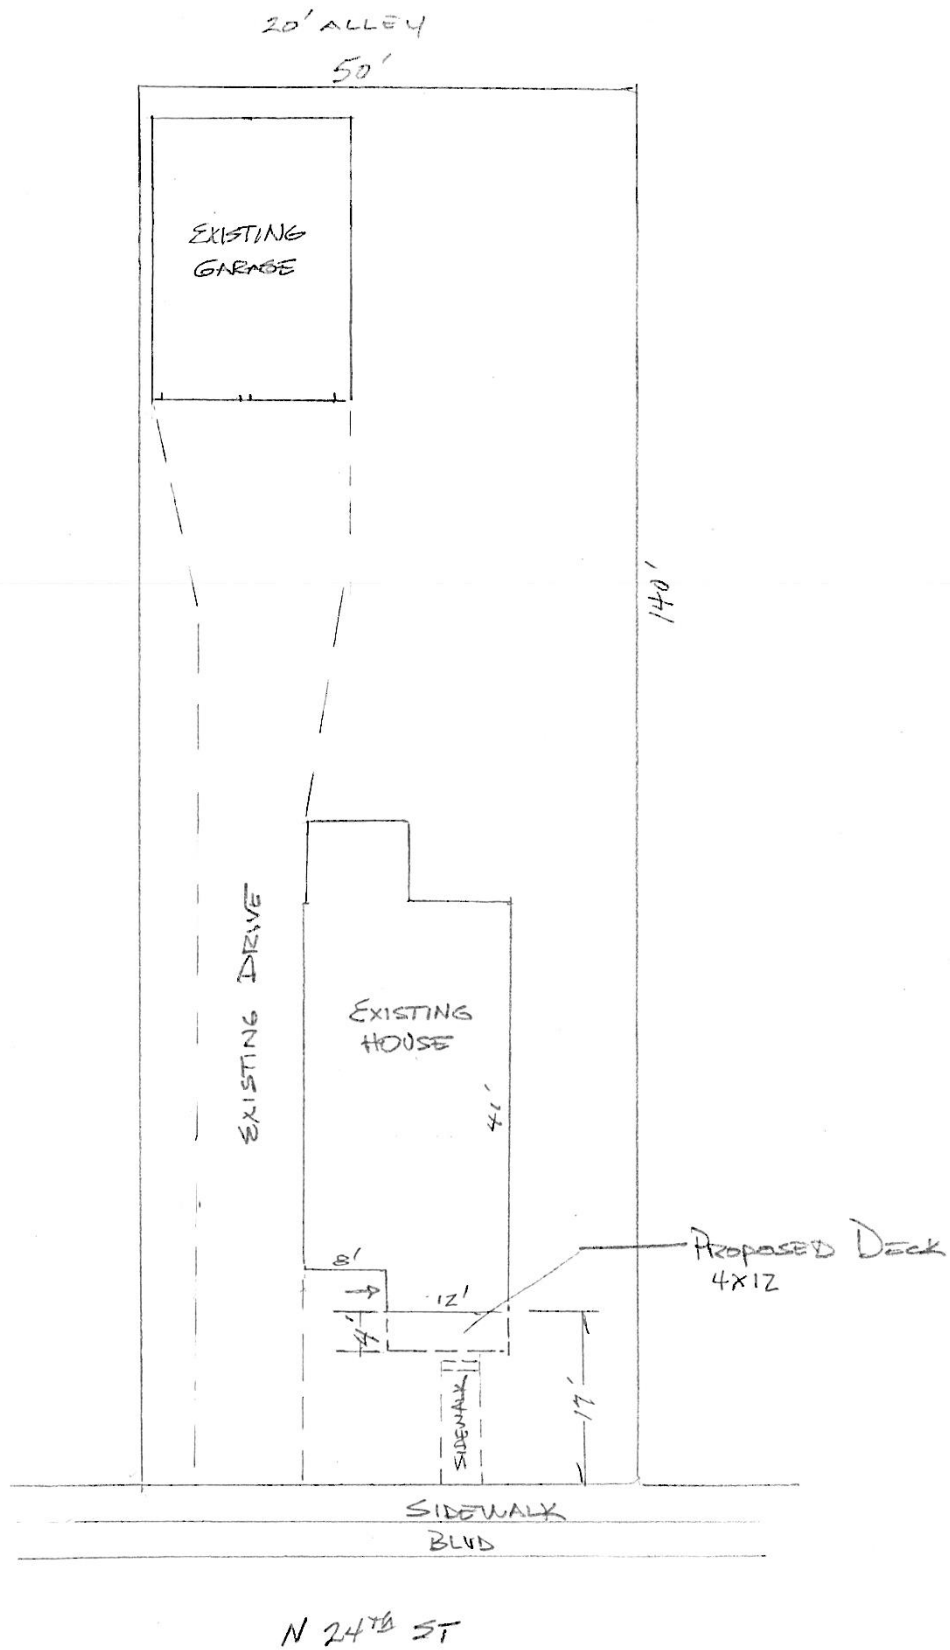 20' ALLEY
50'
EXISTING
GARAGE
140'
EXISTING DRIVE
EXISTING
HOUSE
41'
PROPOSED DECK
4X12
8'
12'
4'
17'
SIDEWALK
SIDEWALK
BLVD
N 24TH ST